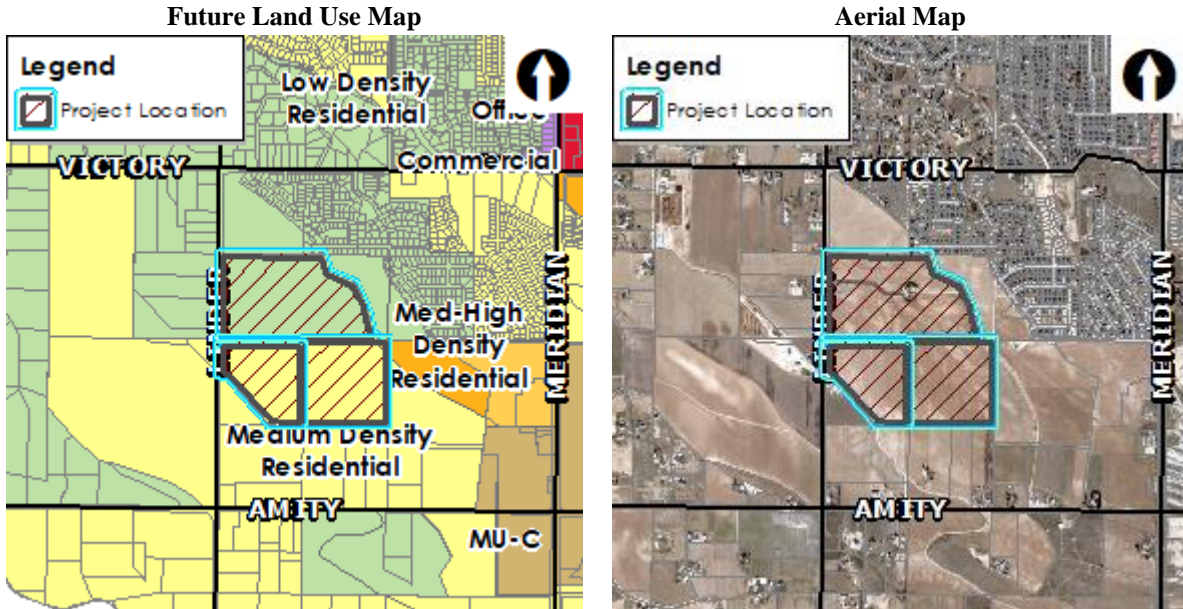 Future Land Use Map
Legend
Project Location
Low Density
Residential
Office
Commercial
VICTORY
MERIDIAN
Med-High
Density
Residential
Medium Density
Residential
AMITY
MU-C
Aerial Map
Legend
Project Location
VICTORY
MERIDIAN
AMITY